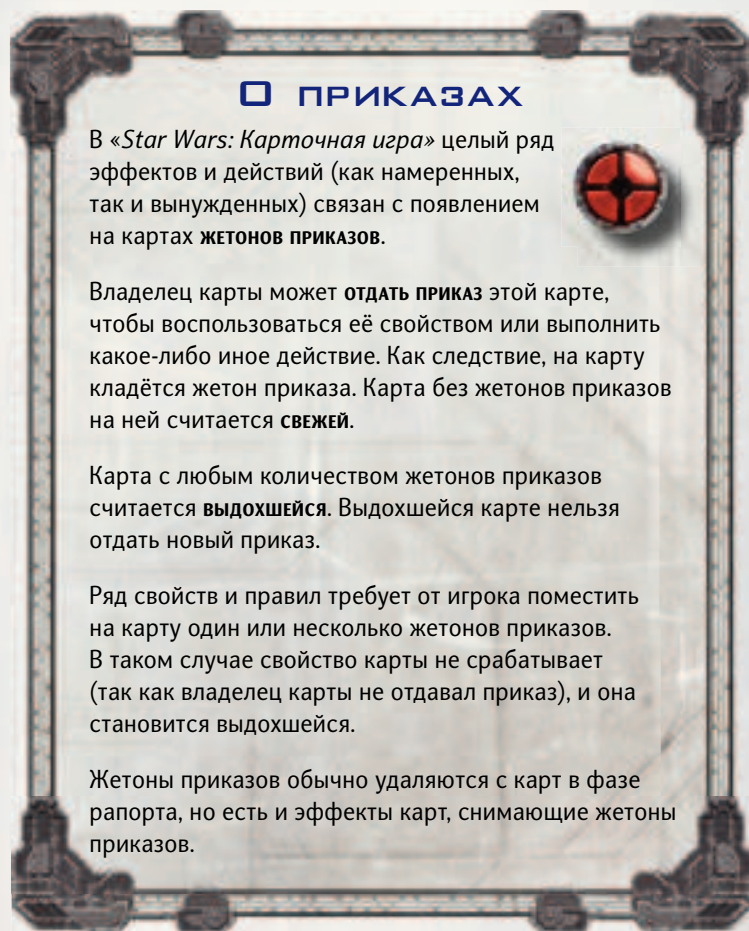 О ПРИКАЗАХ
В «Star Wars: Карточная игра» целый ряд
эффектов и действий (как намеренных,
так и вынужденных) связан с появлением
на картах ЖЕТОНОВ ПРИКАЗОВ.
Владелец карты может ОТДАТЬ ПРИКАЗ этой карте,
чтобы воспользоваться её свойством или выполнить
какое-либо иное действие. Как следствие, на карту
кладётся жетон приказа. Карта без жетонов приказов
на ней считается СВЕЖЕЙ.
Карта с любым количеством жетонов приказов
считается ВЫДОХШЕЙСЯ. Выдохшейся карте нельзя
отдать новый приказ.
Ряд свойств и правил требует от игрока поместить
на карту один или несколько жетонов приказов.
В таком случае свойство карты не срабатывает
(так как владелец карты не отдавал приказ), и она
становится выдохшейся.
Жетоны приказов обычно удаляются с карт в фазе
рапорта, но есть и эффекты карт, снимающие жетоны
приказов.